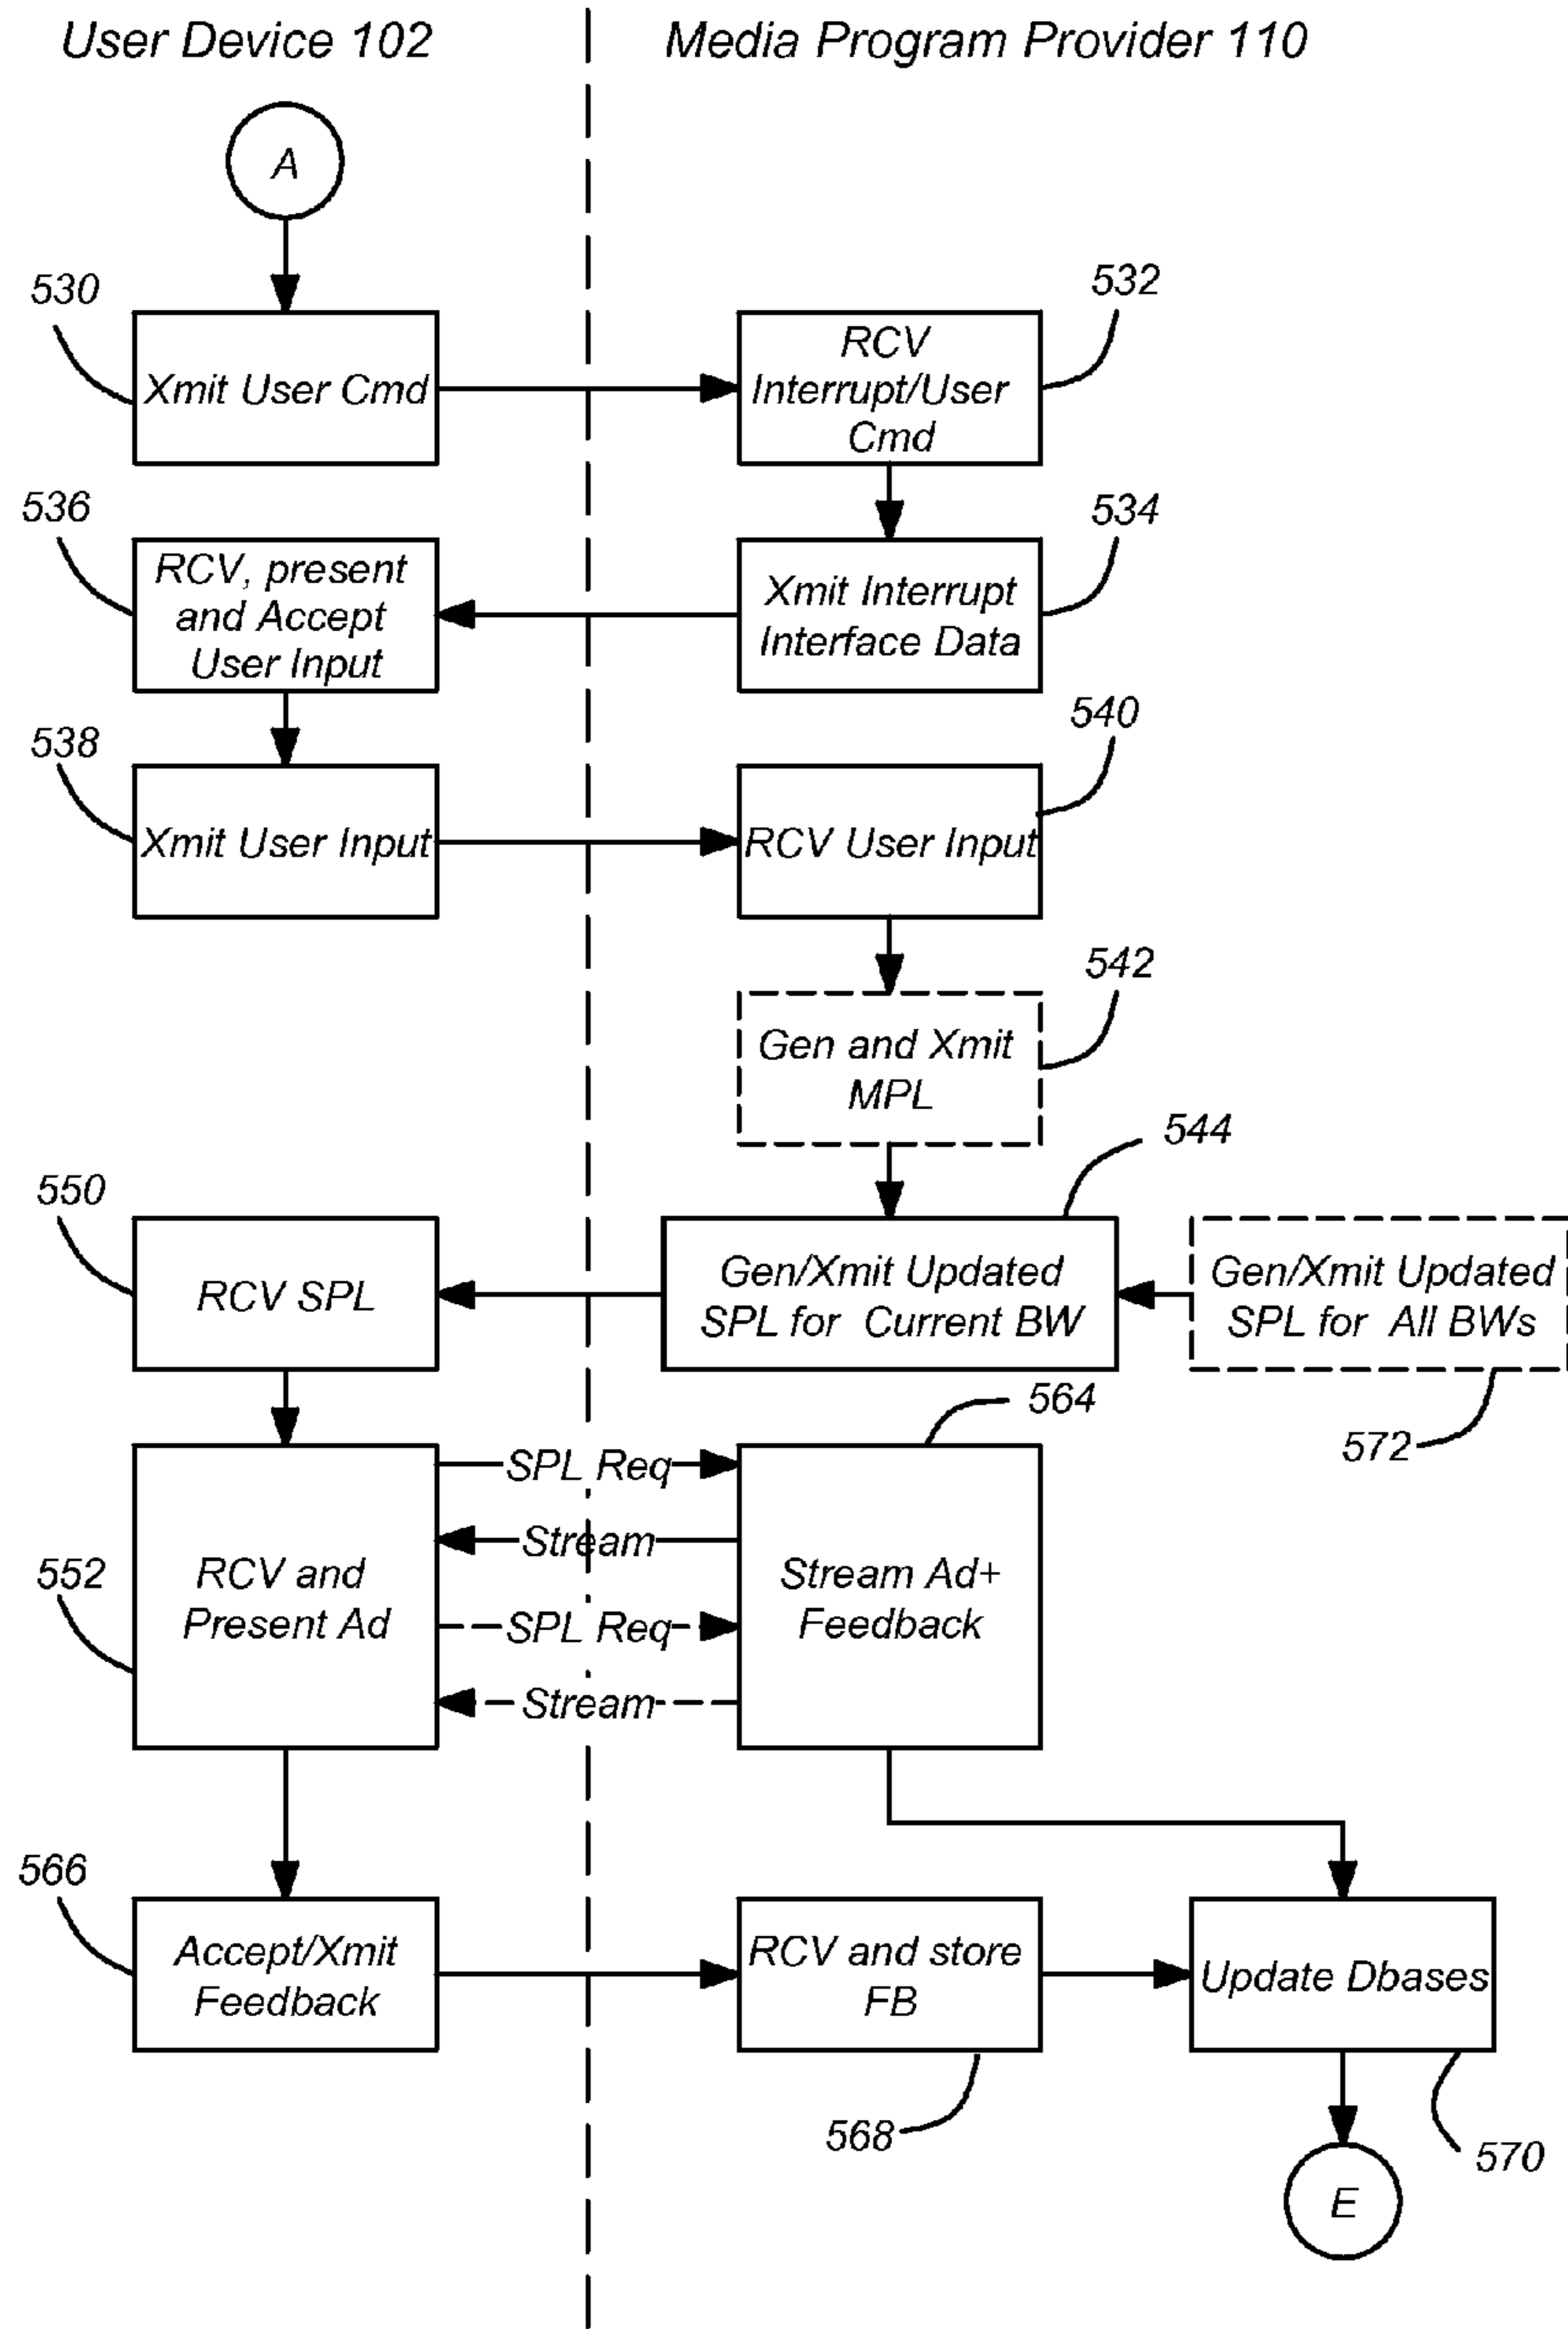 User Device 102
Media Program Provider 110
A
530
532
Xmit User Cmd
RCV
Interrupt/User
Cmd
536
534
RCV, present
and Accept
User Input
Xmit Interrupt
Interface Data
538
540
Xmit User Input
RCV User Input
542
Gen and Xmit
MPL
544
550
RCV SPL
Gen/Xmit Updated
SPL for Current BW
Gen/Xmit Updated
SPL for All BWs
564
572
SPL Req
Stream
552
RCV and
Present Ad
Stream Ad+
Feedback
SPL Req
Stream
566
Accept/Xmit
Feedback
RCV and store
FB
Update Dbases
568
570
E